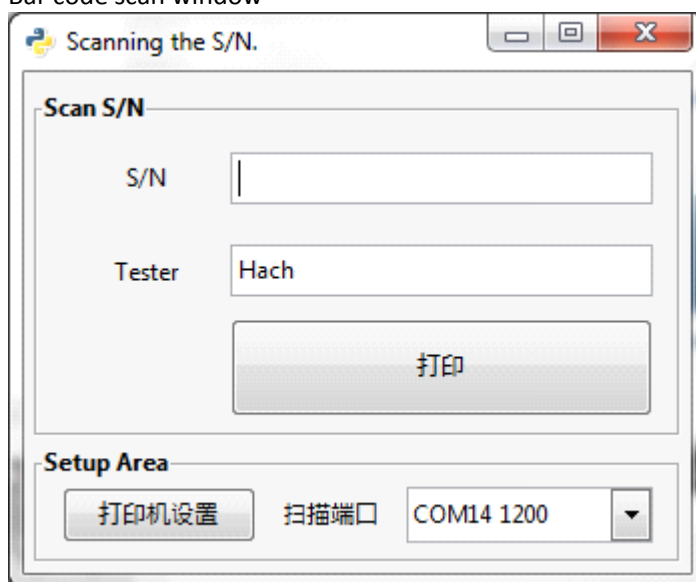 Bar code scan window
Scanning the S/N.
Scan S/N
S/N
Tester Hach
打印
Setup Area
打印机设置 扫描端口 COM14 1200